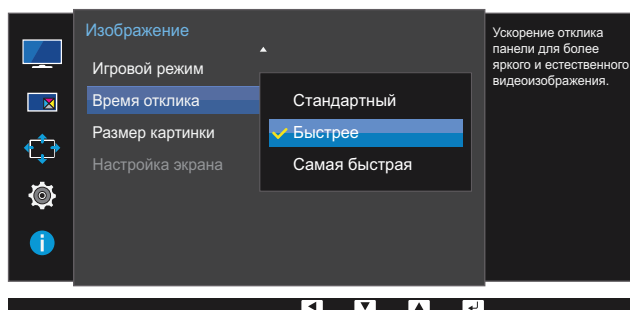 Изображение
Игровой режим
Время отклика
Размер картинки
Настройка экрана
Стандартный
Быстрее
Самая быстрая
Ускорение отклика
панели для более
яркого и естественного
видеоизображения.